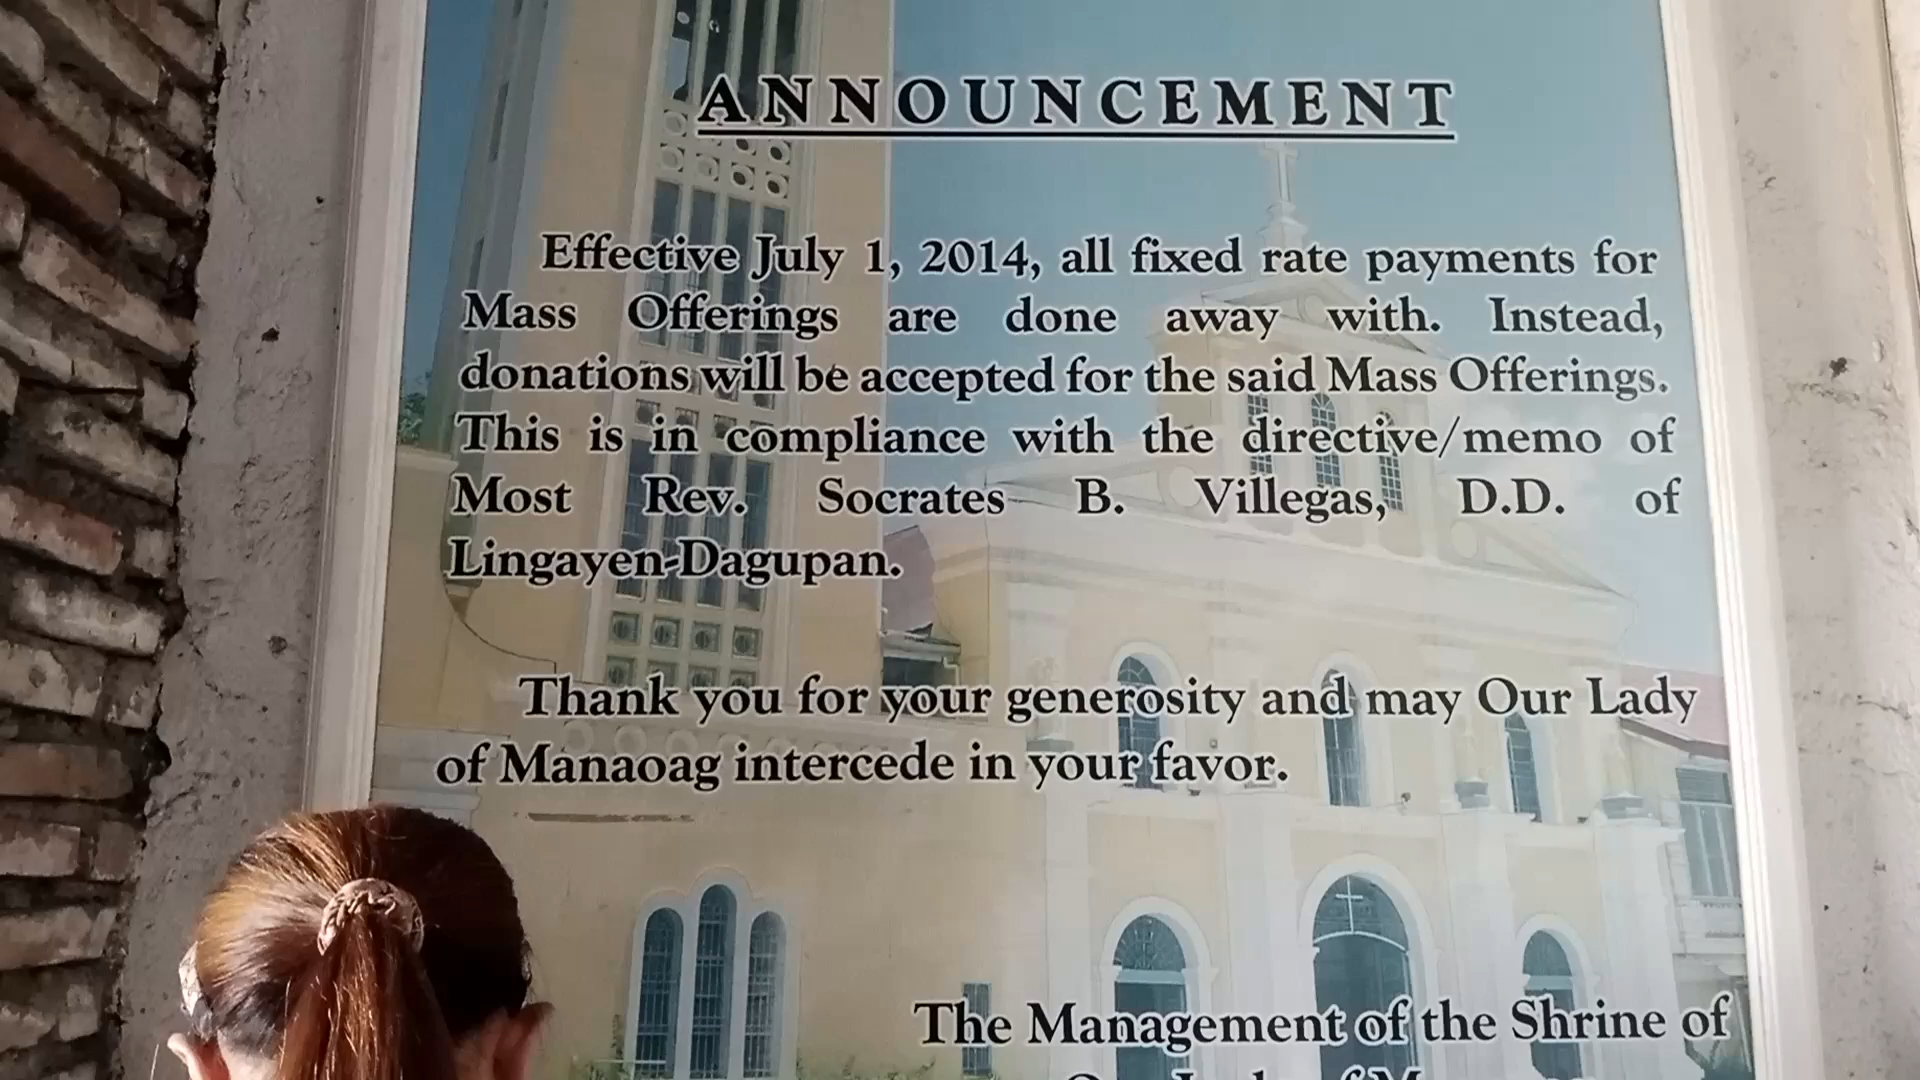 ANNOUNCEMENT
Effective July 1, 2014, all fixed rate payments for
Mass Offerings are done away with. Instead,
donations will be accepted for the said Mass Offerings.
This is in compliance with the directive/memo of
Most Rev. Socrates B. Villegas, D.D. of
Lingayen-Dagupan.
Thank you for your generosity and may Our Lady
of Manaoag intercede in your favor.
The Management of the Shrine of